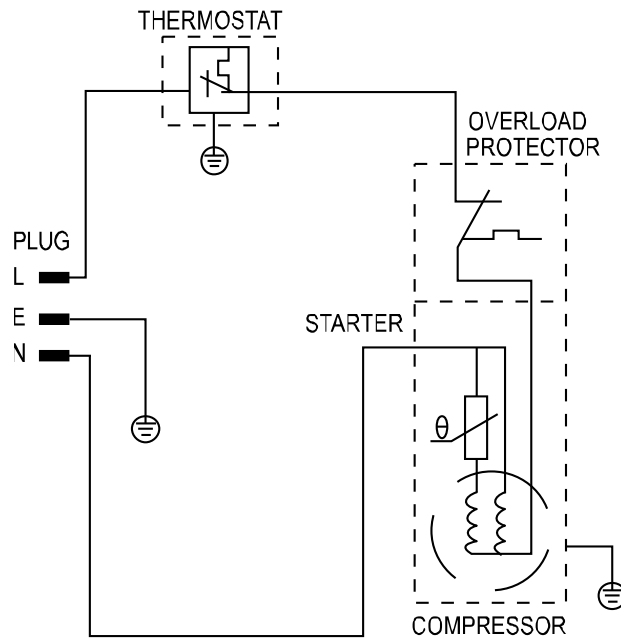 THERMOSTAT
OVERLOAD
PROTECTOR
PLUG
L
E
N
STARTER
θ
COMPRESSOR